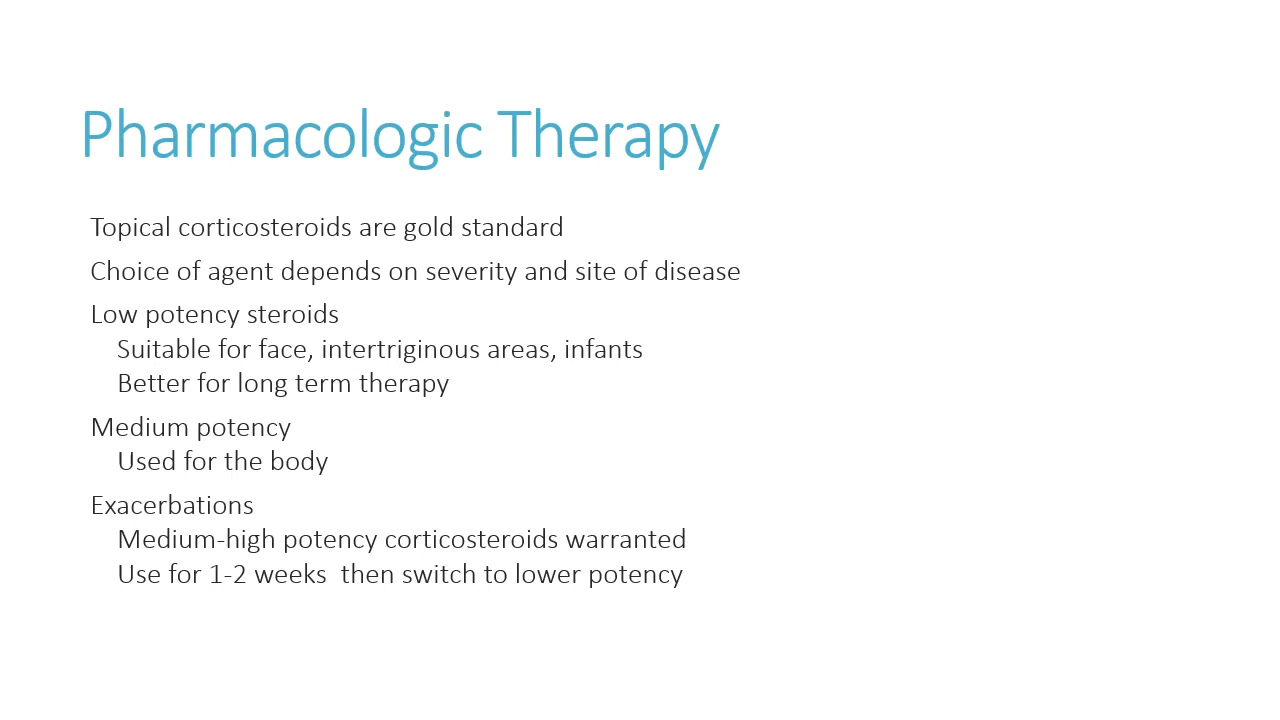 Pharmacologic Therapy
Topical corticosteroids are gold standard
Choice of agent depends on severity and site of disease
Low potency steroids
Suitable for face, intertriginous areas, infants
Better for long term therapy
Medium potency
Used for the body
Exacerbations
Medium-high potency corticosteroids warranted
Use for 1-2 weeks  then switch to lower potency